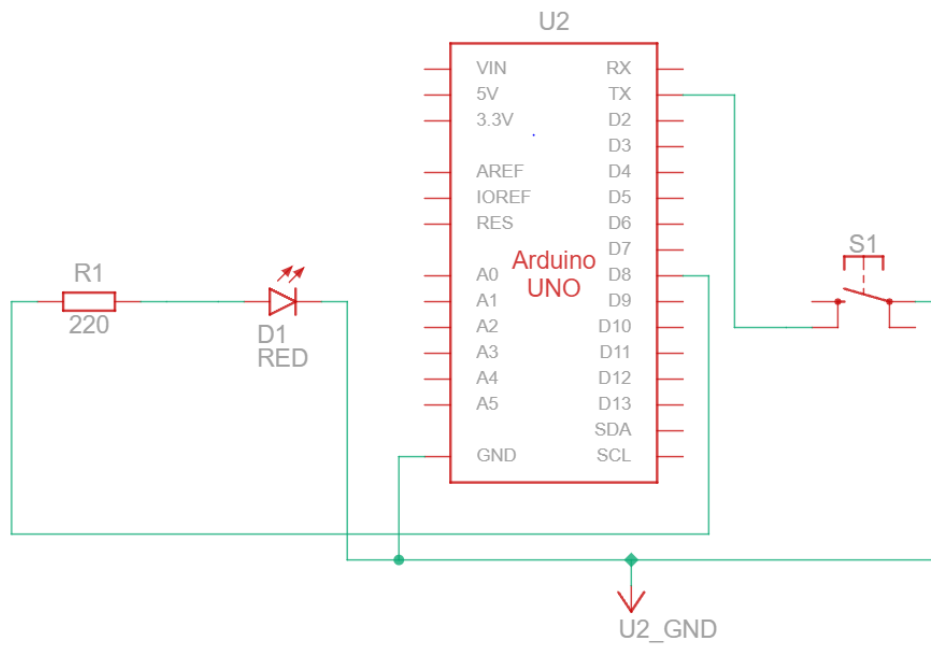 U2
VIN
5V
3.3V
AREF
IOREF
RES
A0
A1
A2
A3
A4
A5
GND
Arduino
UNO
RX
TX
D2
D3
D4
D5
D6
D7
D8
D9
D10
D11
D12
D13
SDA
SCL
S1
R1
220
D1
RED
U2_GND